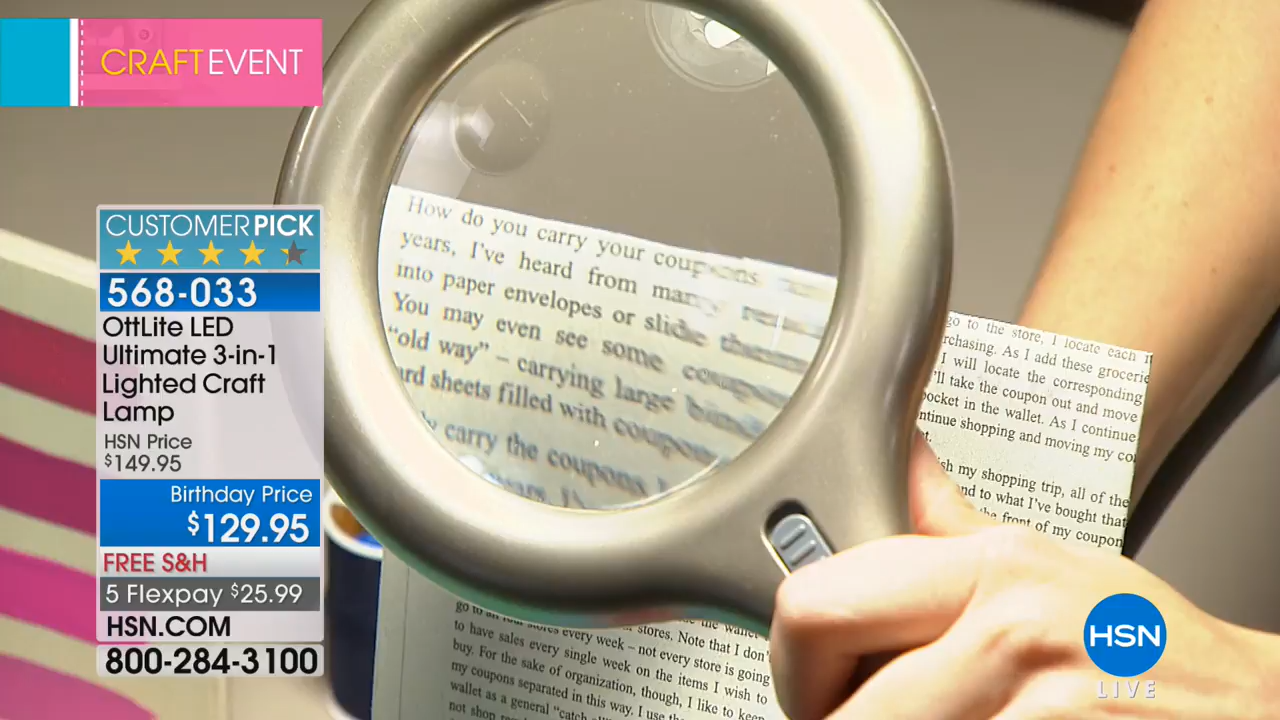 CRAFT EVENT
CUSTOMER PICK
568-033
OttLite LED
Ultimate 3-in-1
Lighted Craft
Lamp
HSN Price
$149.95
Birthday Price
$129.95
FREE S&H
5 Flexpay $25.99
HSN.COM
800-284-3100
How do you carry your coupons
years, I've heard from many
into paper envelopes or slide
You may even see some
"old way" – carrying large
ard sheets filled with coupons
carry the coupons
go to the store, I locate each
rchasing. As I add these grocerie
I will locate the corresponding
'll take the coupon out and move
pocket in the wallet. As I continue
ntinue shopping and moving my co
ish my shopping trip, all of the
nd to what I've bought that
the front of my coupon
stores. Note that I don't
to have sales every single week – not every store is going
buy. For the sake of organization, though, I like to keep
my coupons separated in this way. I use
wallet as a general "catch
HSN
LIVE